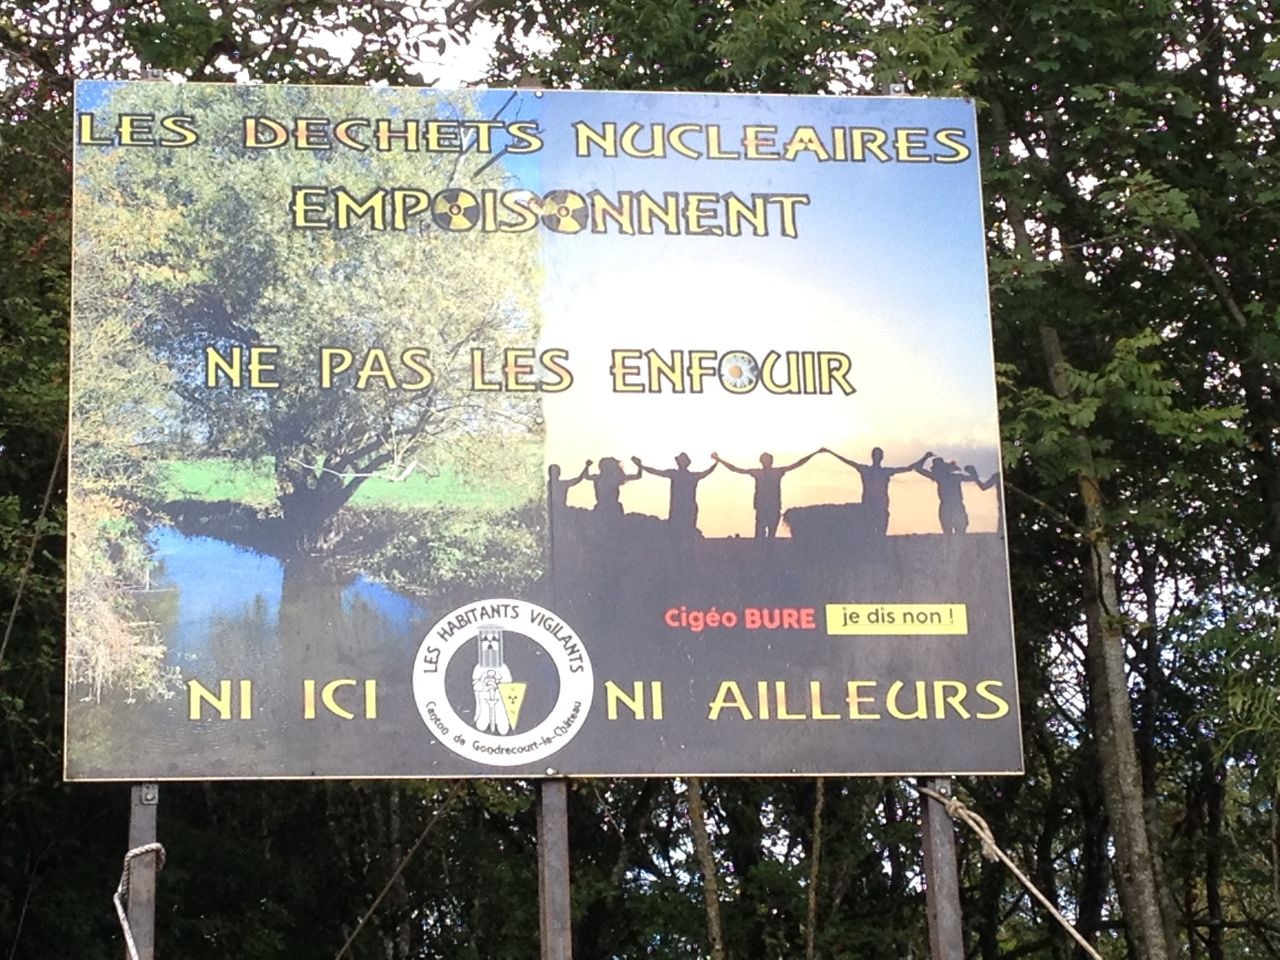 LES DECHETS NUCLEAIRES
EMPOISONNENT
NE PAS LES ENFOUIR
Cigéo BURE je dis non !
NI ICI NI AILLEURS
LES HABITANTS VIGILANTS
Canton de Gondrecourt-le-Château